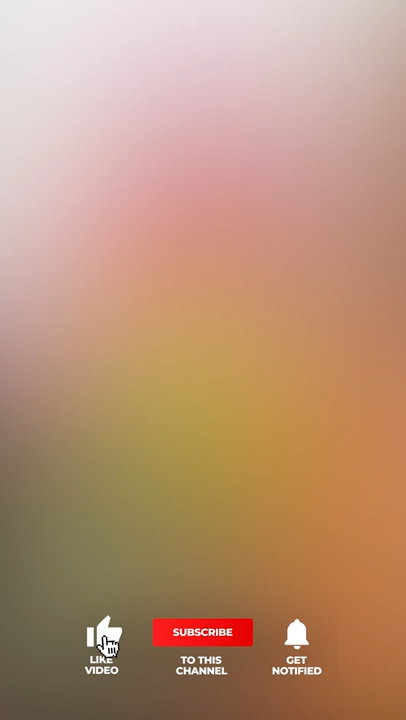 SUBSCRIBE
LIKE
VIDEO
TO THIS
CHANNEL
GET
NOTIFIED